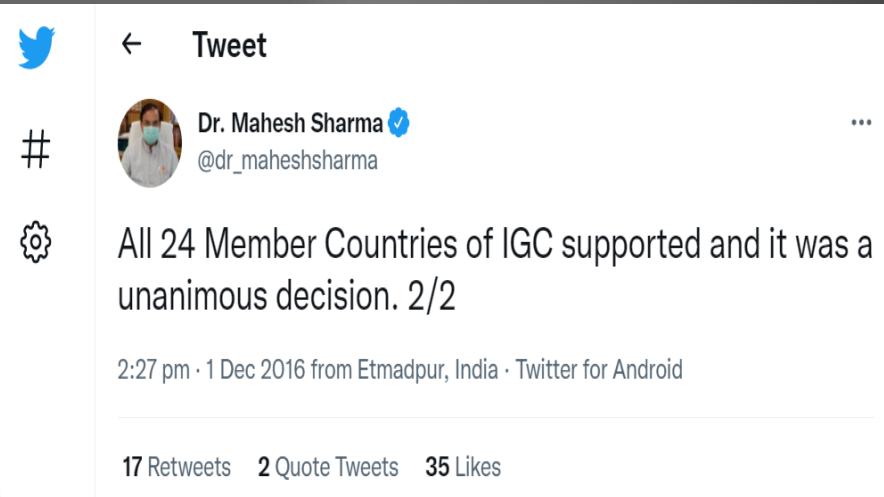 Tweet
Dr. Mahesh Sharma
@dr_maheshsharma
All 24 Member Countries of IGC supported and it was a
unanimous decision. 2/2
2:27 pm · 1 Dec 2016 from Etmadpur, India · Twitter for Android
17 Retweets 2 Quote Tweets 35 Likes